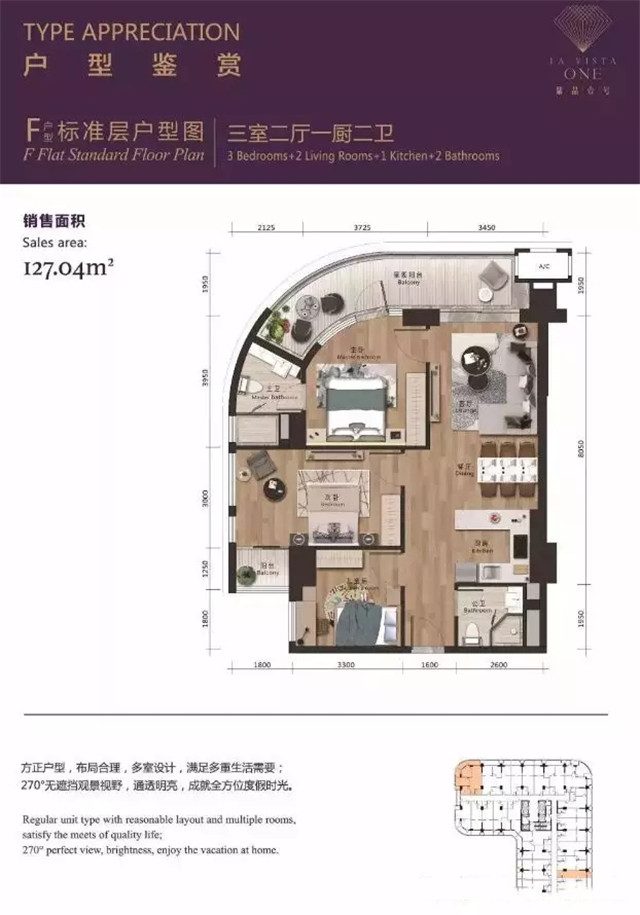 TYPE APPRECIATION
户型鉴赏
LA VISTA
ONE
F户型标准层户型图
F Flat Standard Floor Plan
三室二厅一厨二卫
3 Bedrooms+2 Living Rooms+1 Kitchen+2 Bathrooms
销售面积
Sales area:
127.04m²
2125 3725 3450
A/C
景观阳台
Balcony
1950
1950
主卧
Master bedroom
主卫
Master bathroom
客厅
Lounge
3950
8050
餐厅
Dining
次卧
Bedroom
3000
厨房
Kitchen
阳台
Balcony
1250
公卫
Bathroom
1800
1950
1800 3300 1600 2600
方正户型，布局合理，多室设计，满足多重生活需要；
270°无遮挡观景视野，通透明亮，成就全方位度假时光。
Regular unit type with reasonable layout and multiple rooms,
satisfy the meets of quality life;
270° perfect view, brightness, enjoy the vacation at home.